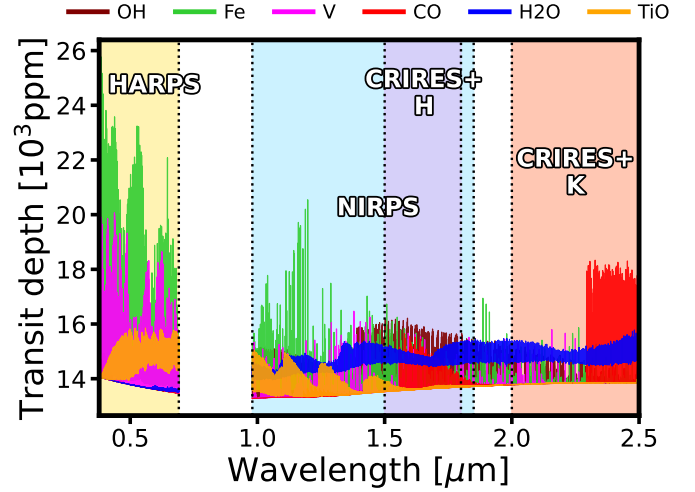 OH Fe V CO H2O TiO
26
24
22
20
18
16
14
Transit depth [10³ppm]
HARPS
NIRPS
CRIRES+
H
CRIRES+
K
0.5 1.0 1.5 2.0 2.5
Wavelength [μm]